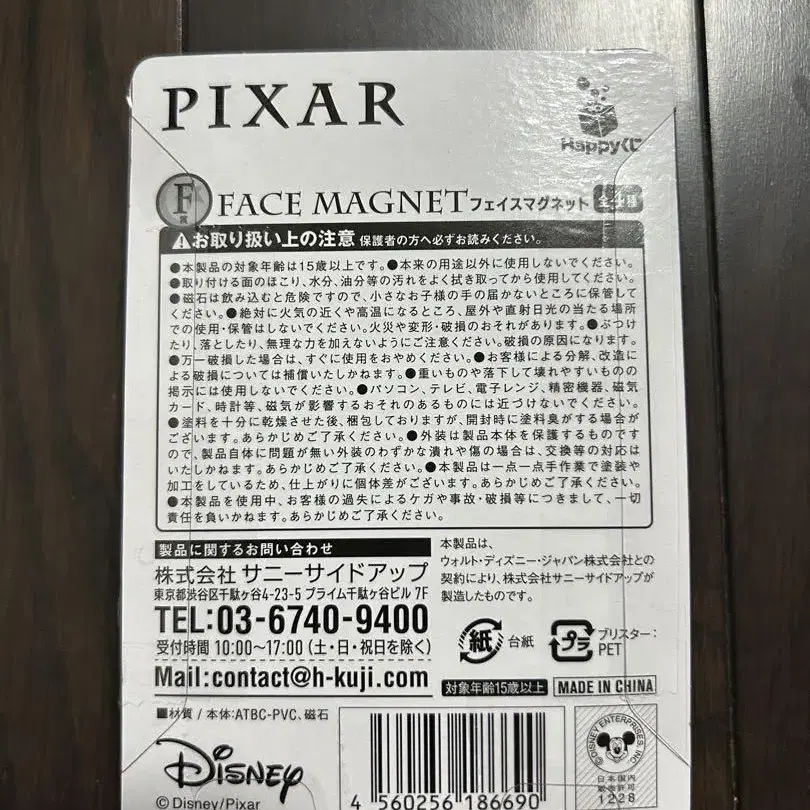 PIXAR
Happyくじ
F賞 FACE MAGNET フェイスマグネット 全4種
お取り扱い上の注意 保護者の方へ必ずお読みください。
●本製品の対象年齢は15歳以上です。●本来の用途以外に使用しないでください。
●取り付ける面のほこり、水分、油分等の汚れをよく拭き取ってから使用してください。
●磁石は飲み込むと危険ですので、小さなお子様の手の届かないところに保管して
ください。●絶対に火気の近くや高温になるところ、屋外や直射日光の当たる場所
での使用・保管はしないでください。火災や変形・破損のおそれがあります。●ぶつけ
たり、落としたり、無理な力を加えないようにご注意ください。破損の原因になります。
●万一破損した場合は、すぐに使用をおやめください。●お客様による分解、改造に
よる破損については補償いたしかねます。●重いものや落下して壊れやすいものの
掲示には使用しないでください。●パソコン、テレビ、電子レンジ、精密機器、磁気
カード、時計等、磁気が影響するおそれのあるものには近づけないでください。
●塗料を十分に乾燥させた後、梱包しておりますが、開封時に塗料臭がする場合が
ございます。あらかじめご了承ください。●外装は製品本体を保護するものです
ので、製品自体に問題が無い外装のわずかな潰れや傷の場合は、交換等の対応は
いたしかねます。あらかじめご了承ください。●本製品は一点一点手作業で塗装や
加工をしているため、仕上がりに個体差がございます。あらかじめご了承ください。
●本製品を使用中、お客様の過失によるケガや事故・破損等につきまして、一切
責任を負いかねます。あらかじめご了承ください。
製品に関するお問い合わせ
株式会社 サニーサイドアップ
東京都渋谷区千駄ヶ谷4-23-5 プライム千駄ヶ谷ビル 7F
TEL:03-6740-9400
受付時間 10:00〜17:00 (土・日・祝日を除く)
Mail:contact@h-kuji.com
本製品は、
ウォルト・ディズニー・ジャパン株式会社との
契約により、株式会社サニーサイドアップが
製造したものです。
紙 台紙
プラ ブリスター:
PET
対象年齢15歳以上 MADE IN CHINA
■材質/本体:ATBC-PVC、磁石
Disney
©Disney/Pixar
4 560256 186690
©DISNEY ENTERPRISES, INC.
日本国内
販売許可
1228